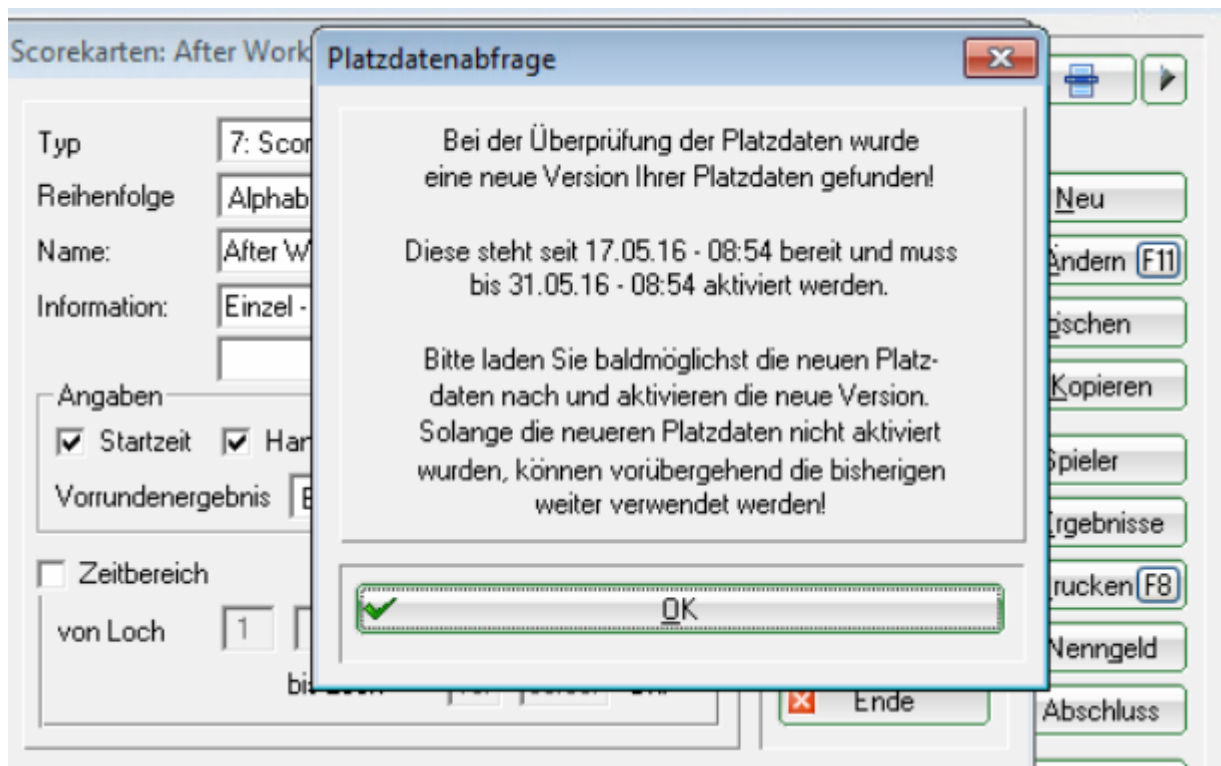 Scorekarten: After Work
Platzdatenabfrage
Bei der Überprüfung der Platzdaten wurde
eine neue Version Ihrer Platzdaten gefunden!
Diese steht seit 17.05.16 - 08:54 bereit und muss
bis 31.05.16 - 08:54 aktiviert werden.
Bitte laden Sie baldmöglichst die neuen Platz-
daten nach und aktivieren die neue Version.
Solange die neueren Platzdaten nicht aktiviert
wurden, können vorübergehend die bisherigen
weiter verwendet werden!
OK
Typ
7: Scor
Reihenfolge
Alphab
Name:
After W
Information:
Einzel -
Angaben
Startzeit
Har
Vorrundenergebnis
Zeitbereich
von Loch
1
Ende
Neu
Ändern F11
Kopieren
Spieler
rgebnisse
rucken F8
Nenngeld
Abschluss